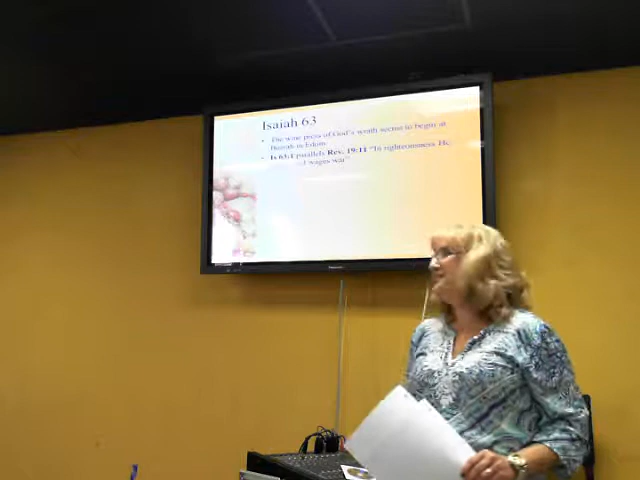 Isaiah 63
• The wine press of God's wrath seems to begin at
Bozrah in Edom
• Is 63:1 parallels Rev. 19:11 "In righteousness He
wages war"
Panasonic